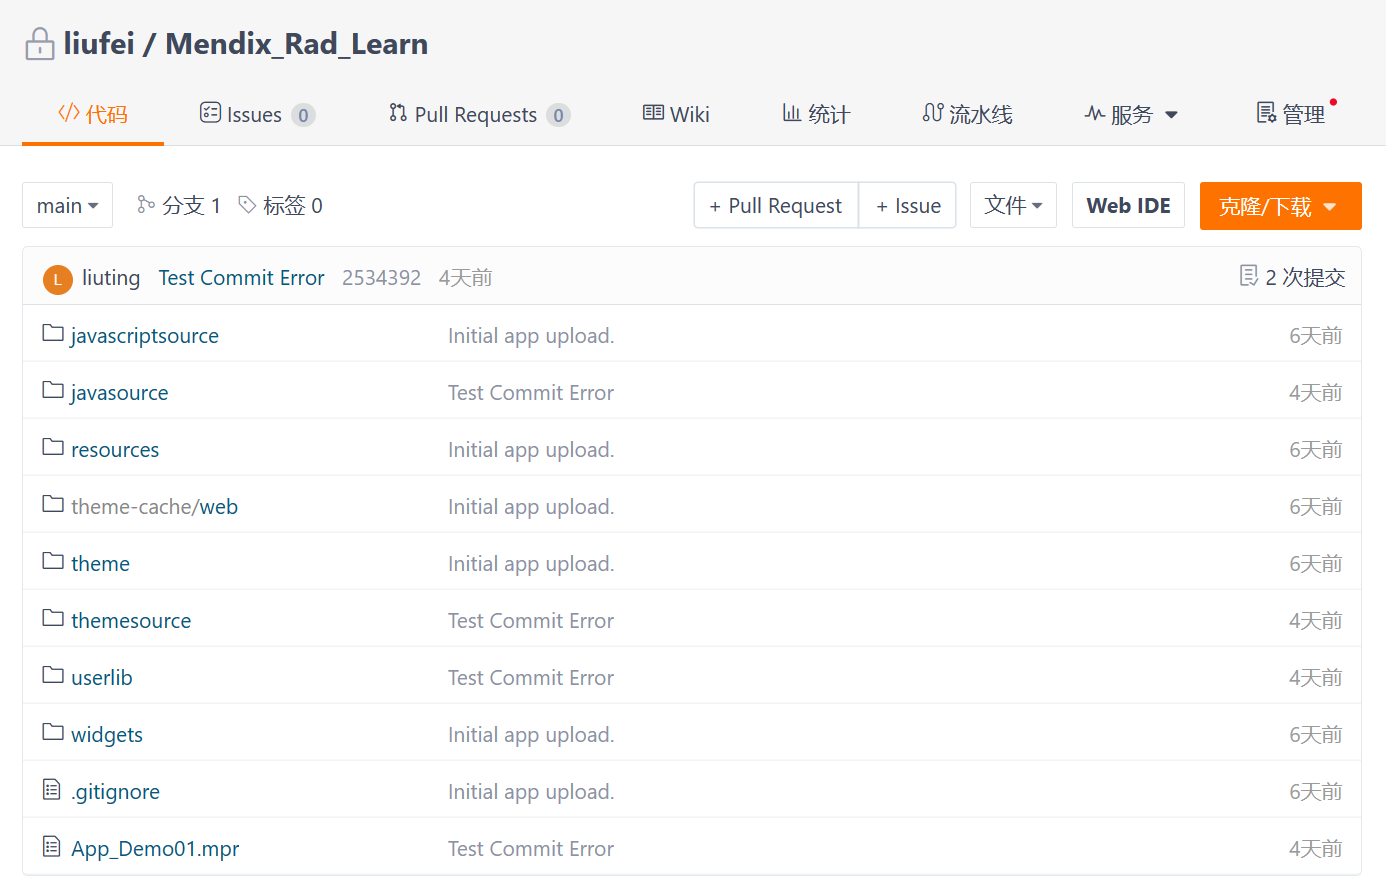 liufei / Mendix_Rad_Learn
代码 Issues 0 Pull Requests 0 Wiki 统计 流水线 服务 管理
main 分支 1 标签 0 + Pull Request + Issue 文件 Web IDE 克隆/下载
L liuting Test Commit Error 2534392 4天前 2 次提交
javascriptsource Initial app upload. 6天前
javasource Test Commit Error 4天前
resources Initial app upload. 6天前
theme-cache/web Initial app upload. 6天前
theme Initial app upload. 6天前
themesource Test Commit Error 4天前
userlib Test Commit Error 4天前
widgets Initial app upload. 6天前
.gitignore Initial app upload. 6天前
App_Demo01.mpr Test Commit Error 4天前